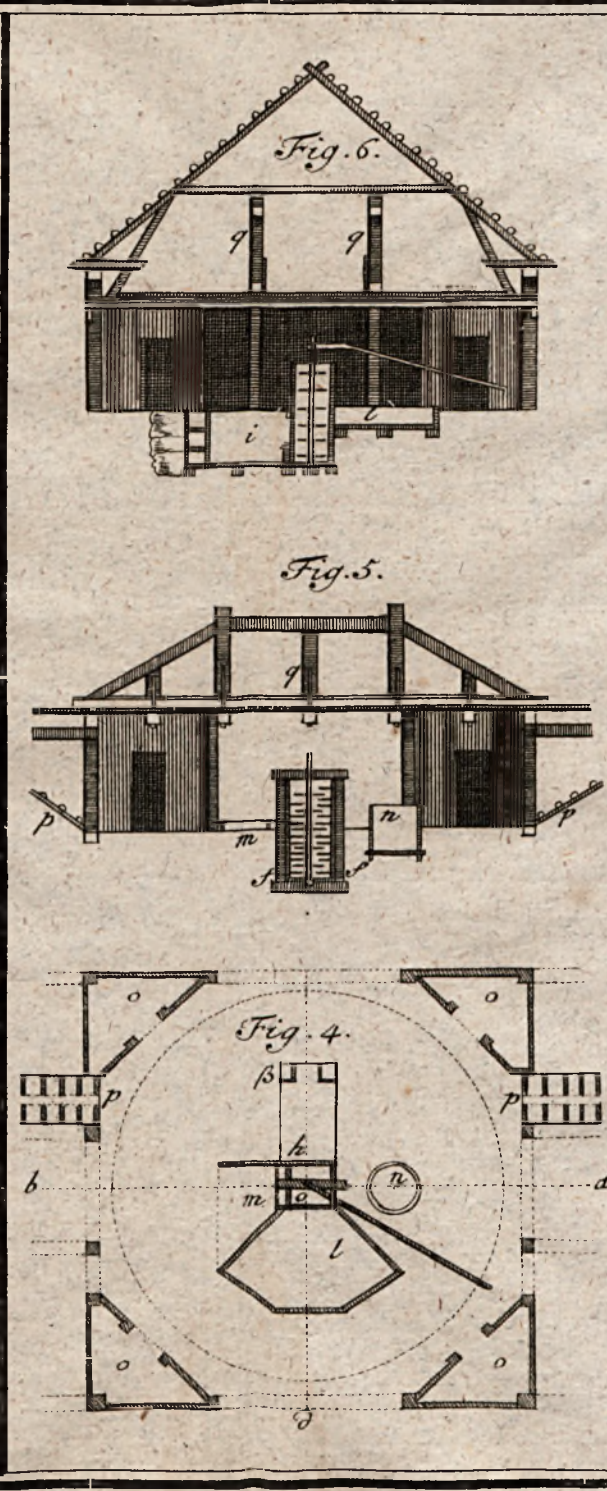 Fig. 6.
q q
i l
Fig. 5.
q
p m n p
f f
o o
Fig. 4.
β
p p
h
b m o n d
l
o o
∂